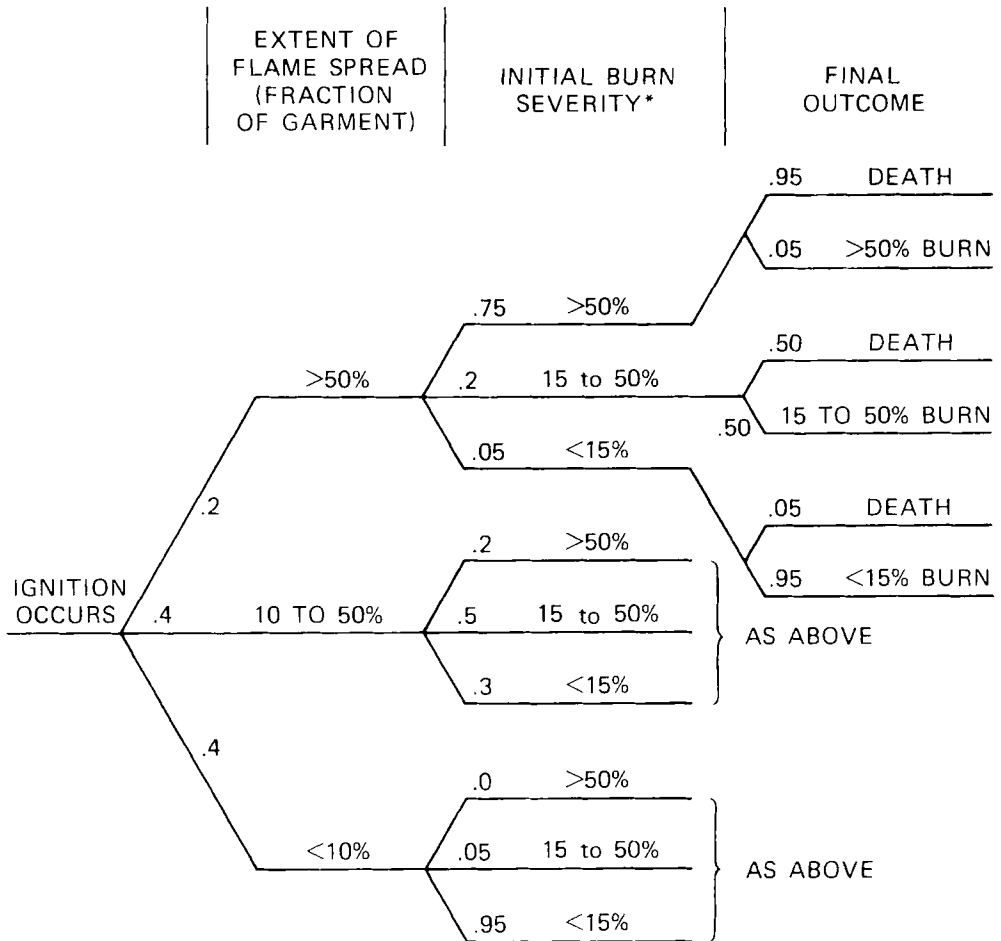 EXTENT OF
FLAME SPREAD
(FRACTION
OF GARMENT)
INITIAL BURN
SEVERITY*
FINAL
OUTCOME
.95 DEATH
.05 >50% BURN
.75 >50%
.50 DEATH
>50%
.2 15 to 50%
.50 15 TO 50% BURN
.05 <15%
.2
.05 DEATH
.95 <15% BURN
IGNITION
OCCURS
.4 10 TO 50%
.2 >50%
.5 15 to 50%
.3 <15%
AS ABOVE
.4
<10%
.0 >50%
.05 15 to 50%
.95 <15%
AS ABOVE